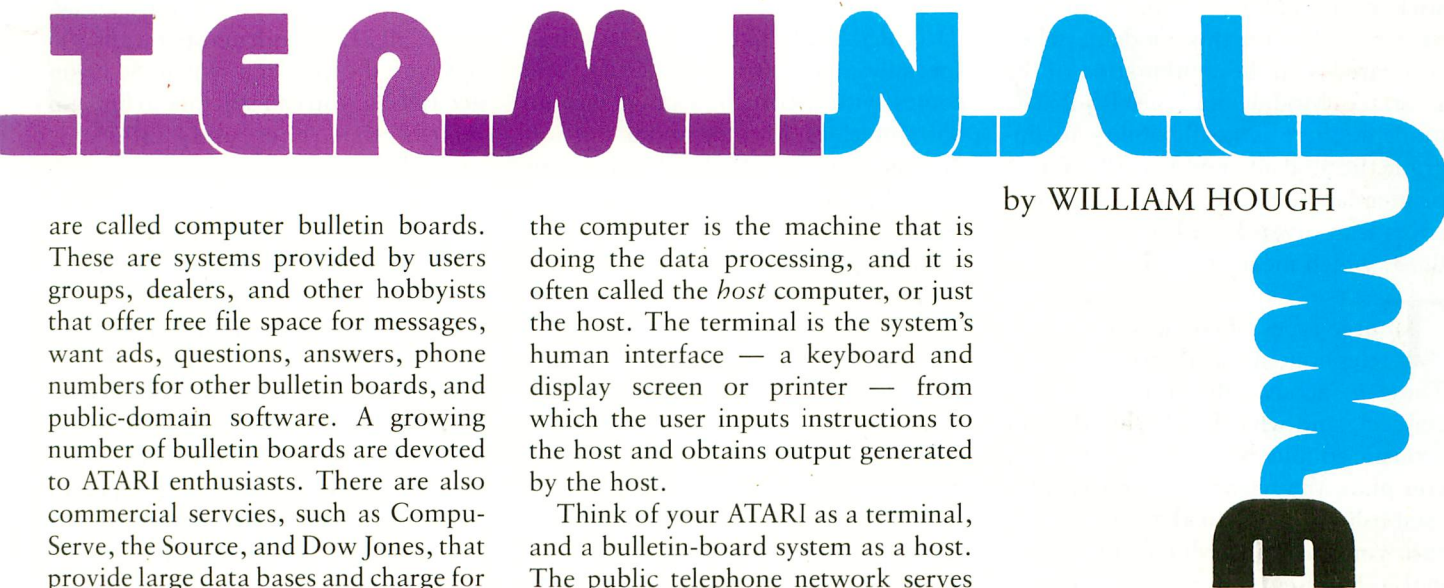 TERMINAL
by WILLIAM HOUGH
are called computer bulletin boards.
These are systems provided by users
groups, dealers, and other hobbyists
that offer free file space for messages,
want ads, questions, answers, phone
numbers for other bulletin boards, and
public-domain software. A growing
number of bulletin boards are devoted
to ATARI enthusiasts. There are also
commercial servcies, such as Compu-
Serve, the Source, and Dow Jones, that
provide large data bases and charge for
the computer is the machine that is
doing the data processing, and it is
often called the host computer, or just
the host. The terminal is the system's
human interface — a keyboard and
display screen or printer — from
which the user inputs instructions to
the host and obtains output generated
by the host.
Think of your ATARI as a terminal,
and a bulletin-board system as a host.
The public telephone network serves